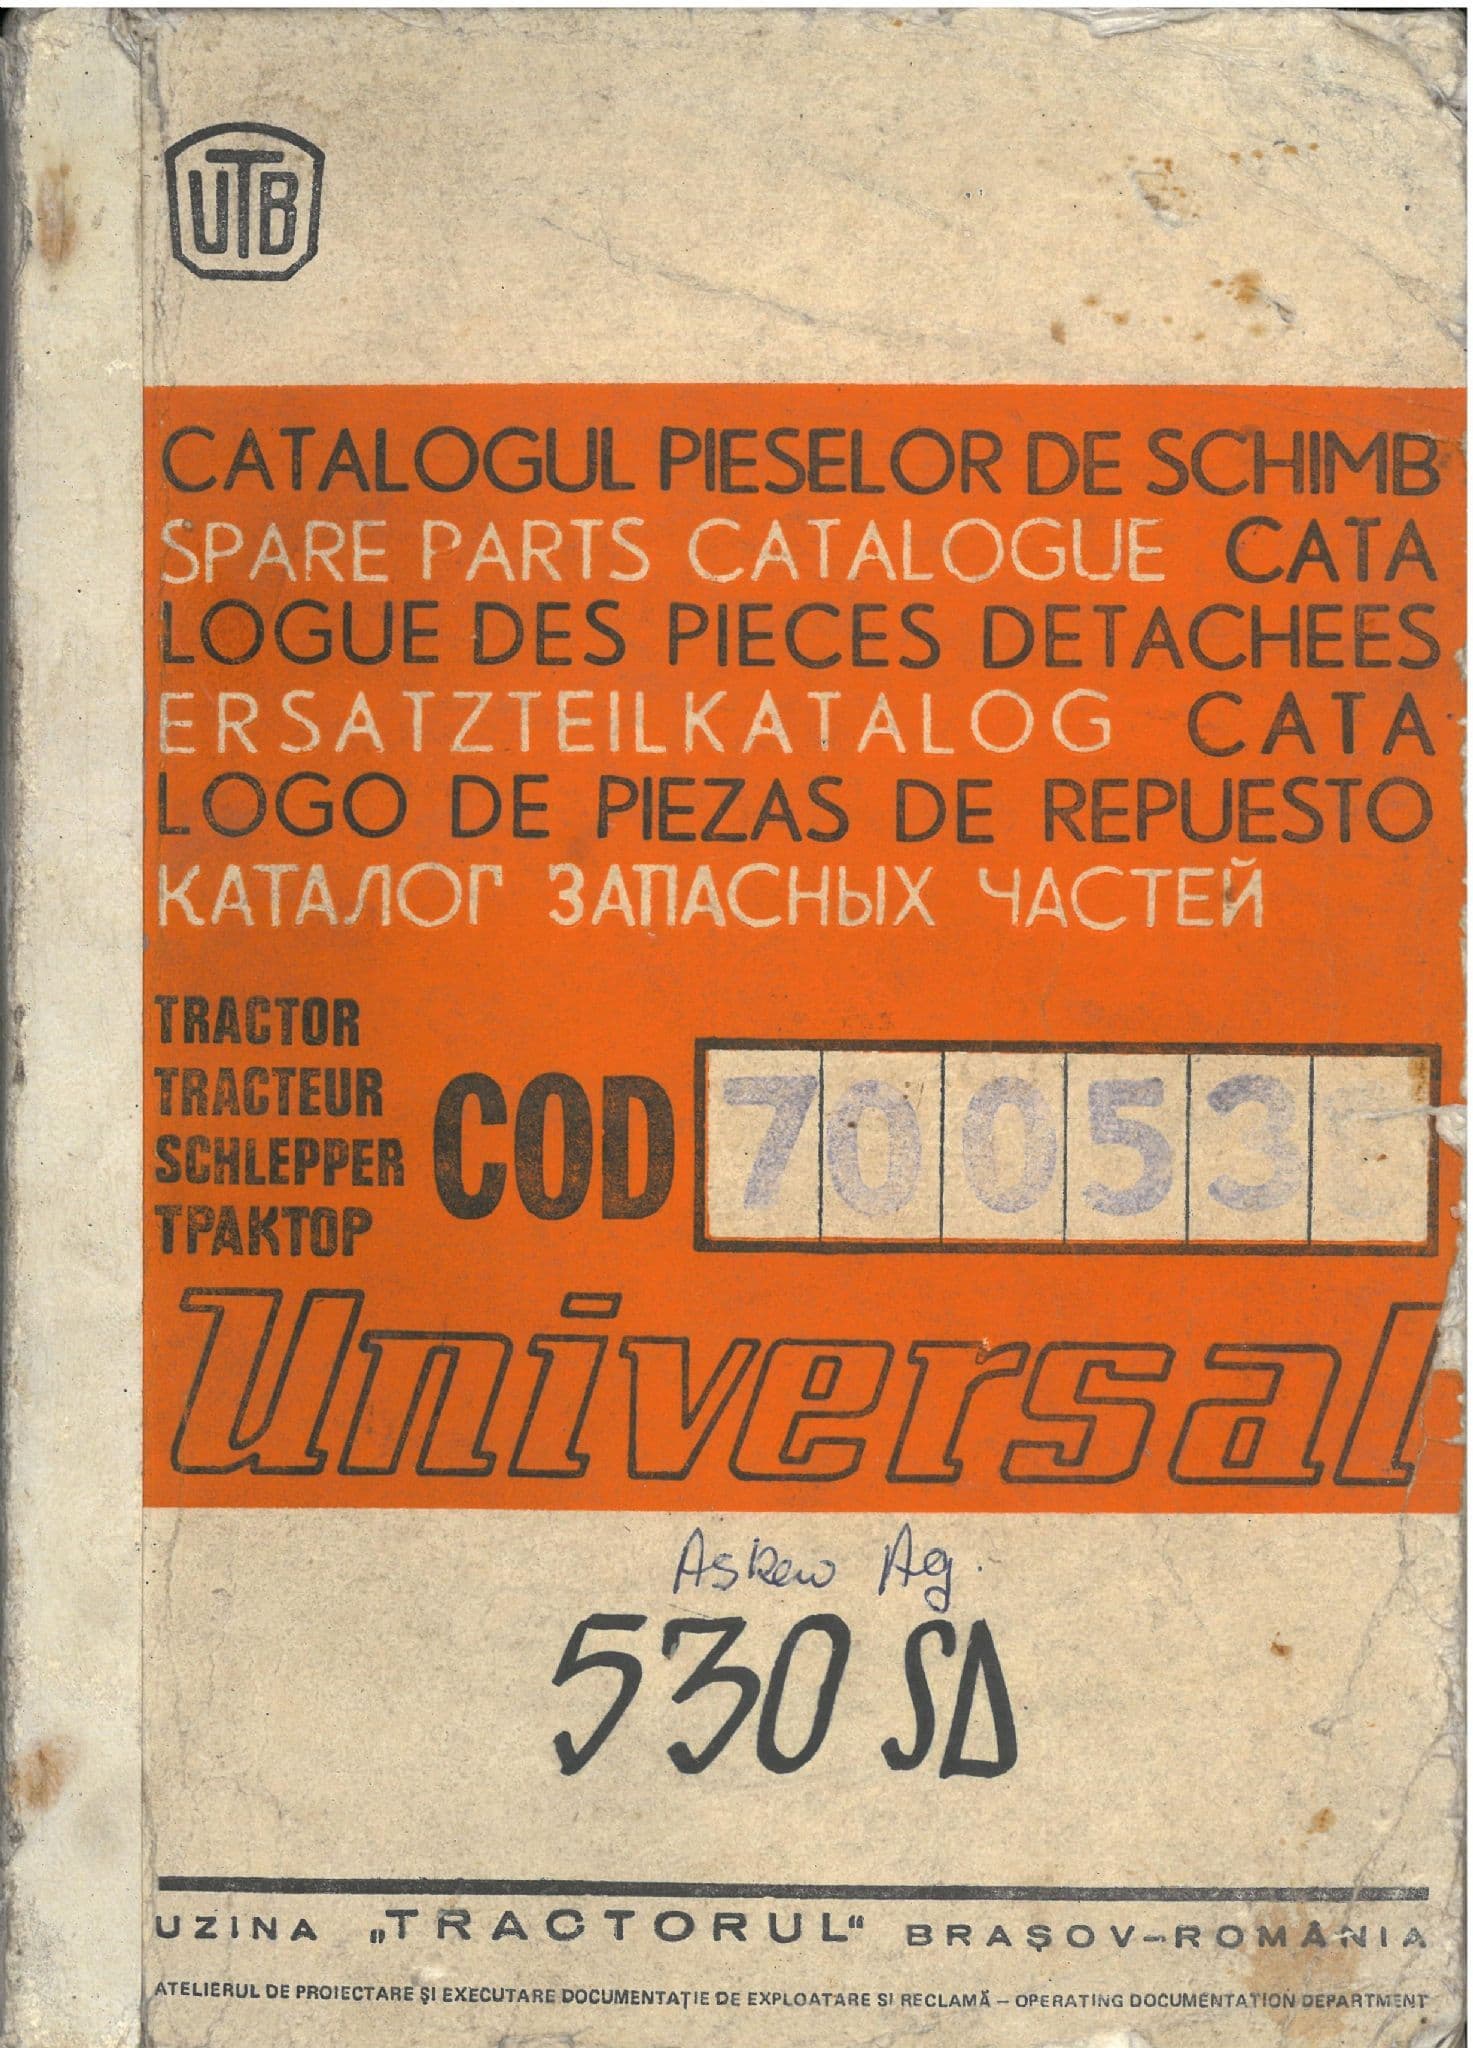 UTB
CATALOGUL PIESELOR DE SCHIMB
SPARE PARTS CATALOGUE CATA
LOGUE DES PIECES DETACHEES
ERSATZTEILKATALOG CATA
LOGO DE PIEZAS DE REPUESTO
КАТАЛОГ ЗАПАСНЫХ ЧАСТЕЙ
TRACTOR
TRACTEUR
SCHLEPPER
ТРАКТОР
COD 70053
Universal
Askew Ag.
530 SD
UZINA „TRACTORUL“ BRAŞOV–ROMÂNIA
ATELIERUL DE PROIECTARE ŞI EXECUTARE DOCUMENTAŢIE DE EXPLOATARE SI RECLAMĂ – OPERATING DOCUMENTATION DEPARTMENT